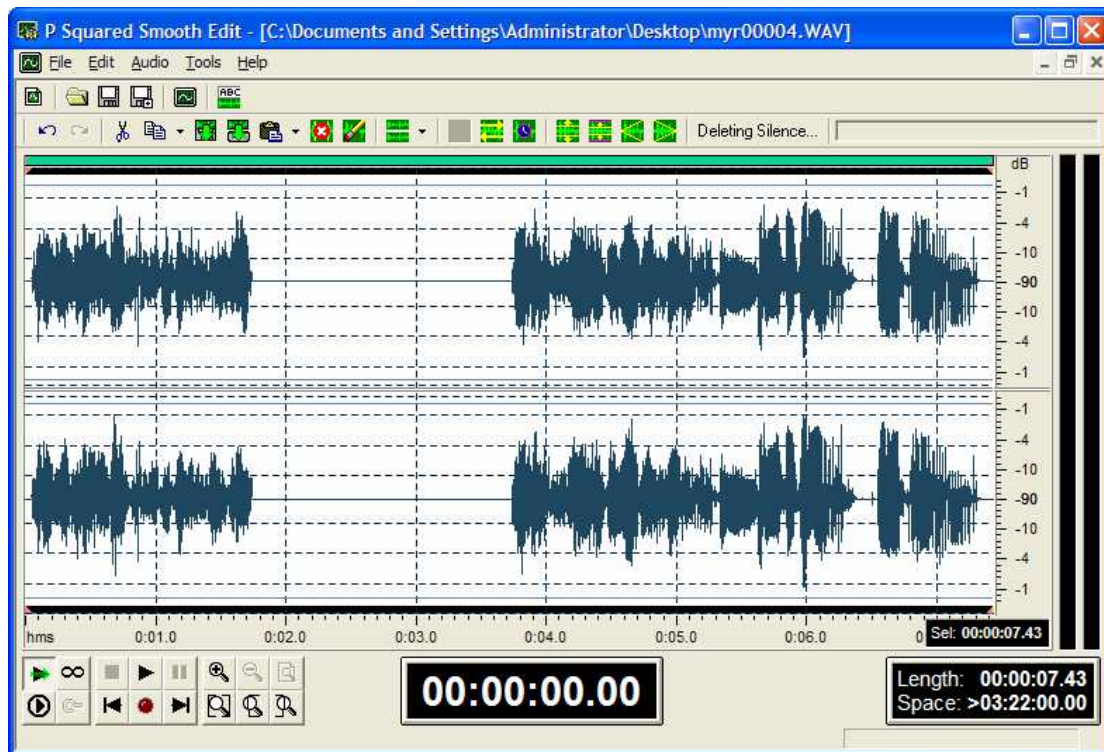 P Squared Smooth Edit - [C:\Documents and Settings\Administrator\Desktop\myr00004.WAV]
File Edit Audio Tools Help
ABC
Deleting Silence...
dB
-1
-4
-10
-90
-10
-4
-1
-1
-4
-10
-90
-10
-4
-1
hms 0:01.0 0:02.0 0:03.0 0:04.0 0:05.0 0:06.0 0 Sel: 00:00:07.43
00:00:00.00
Length: 00:00:07.43
Space: >03:22:00.00